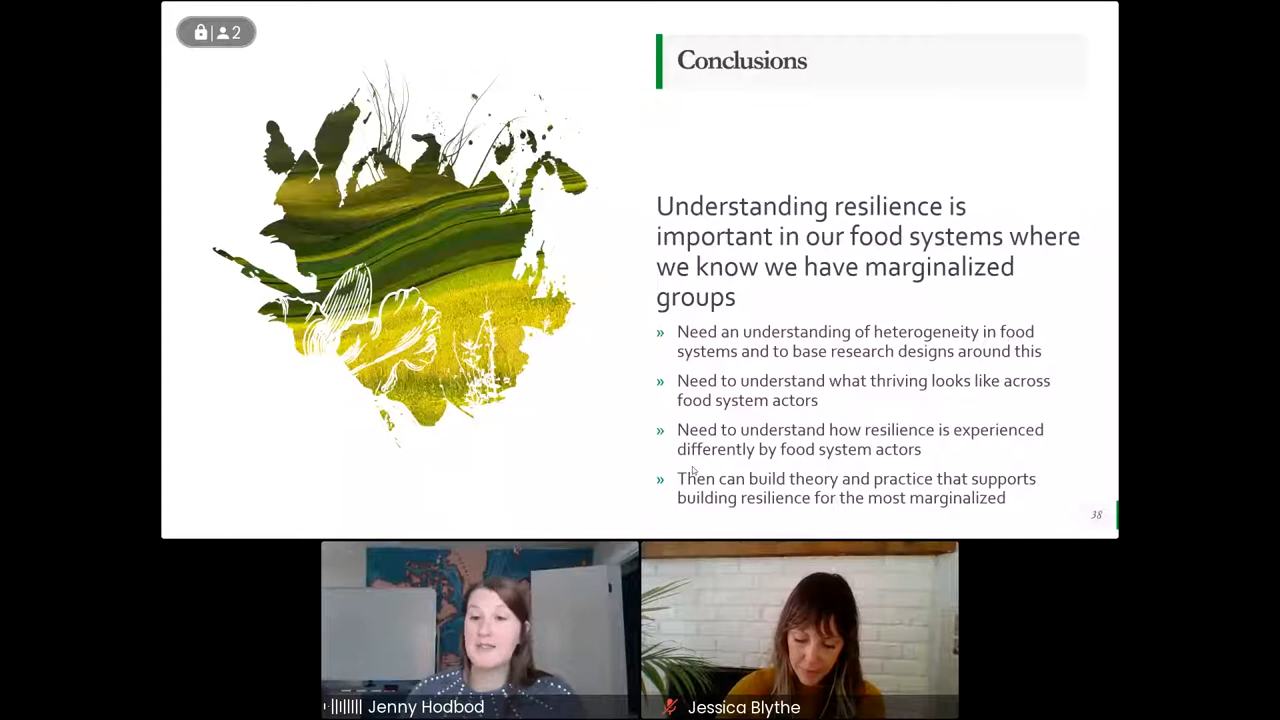 2
Conclusions
Understanding resilience is
important in our food systems where
we know we have marginalized
groups
» Need an understanding of heterogeneity in food
systems and to base research designs around this
» Need to understand what thriving looks like across
food system actors
» Need to understand how resilience is experienced
differently by food system actors
» Then can build theory and practice that supports
building resilience for the most marginalized
38
Jenny Hodbod
Jessica Blythe